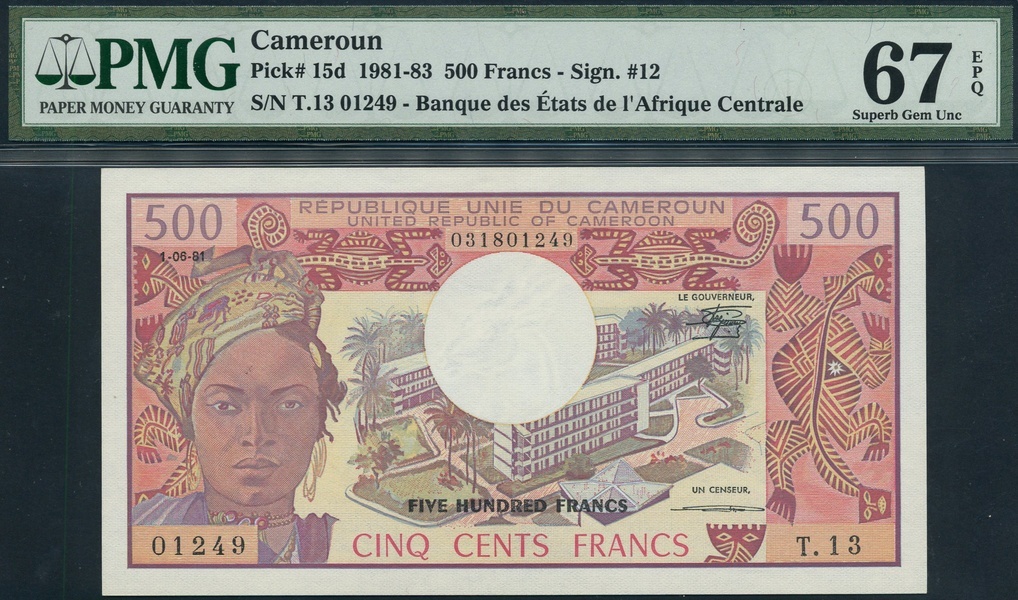 PMG
PAPER MONEY GUARANTY
Cameroun
Pick# 15d 1981-83 500 Francs - Sign. #12
S/N T.13 01249 - Banque des États de l'Afrique Centrale
67
EPQ
Superb Gem Unc
500
RÉPUBLIQUE UNIE DU CAMEROUN
UNITED REPUBLIC OF CAMEROON
500
031801249
1-06-81
LE GOUVERNEUR,
UN CENSEUR,
FIVE HUNDRED FRANCS
CINQ CENTS FRANCS
01249
T.13